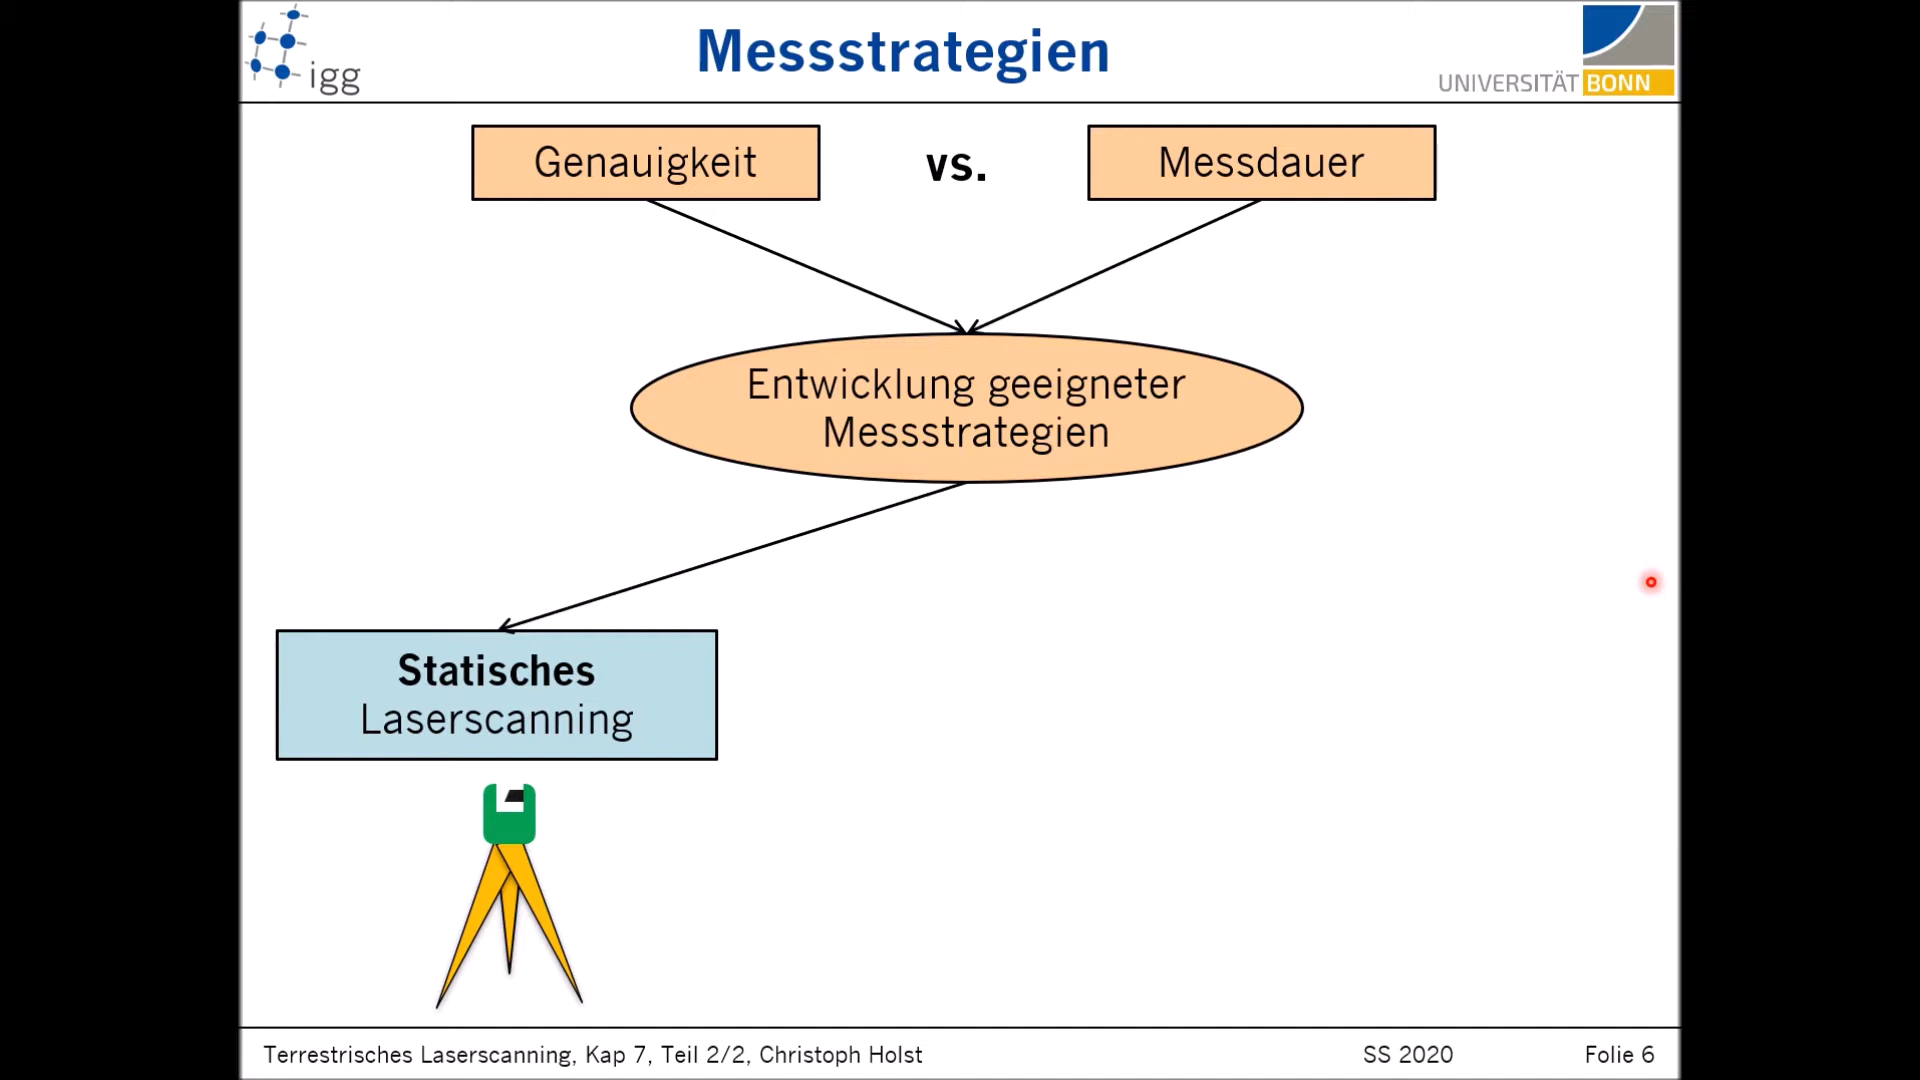 igg
Messstrategien
UNIVERSITÄT BONN
Genauigkeit vs. Messdauer
Entwicklung geeigneter
Messstrategien
Statisches
Laserscanning
Terrestrisches Laserscanning, Kap 7, Teil 2/2, Christoph Holst SS 2020 Folie 6